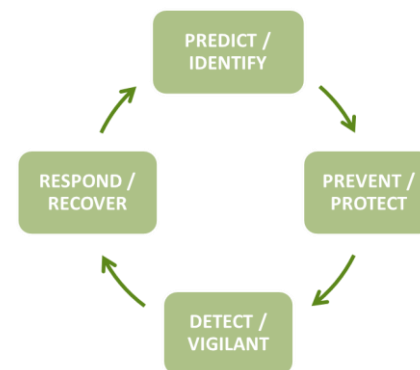 PREDICT /
IDENTIFY
PREVENT /
PROTECT
DETECT /
VIGILANT
RESPOND /
RECOVER